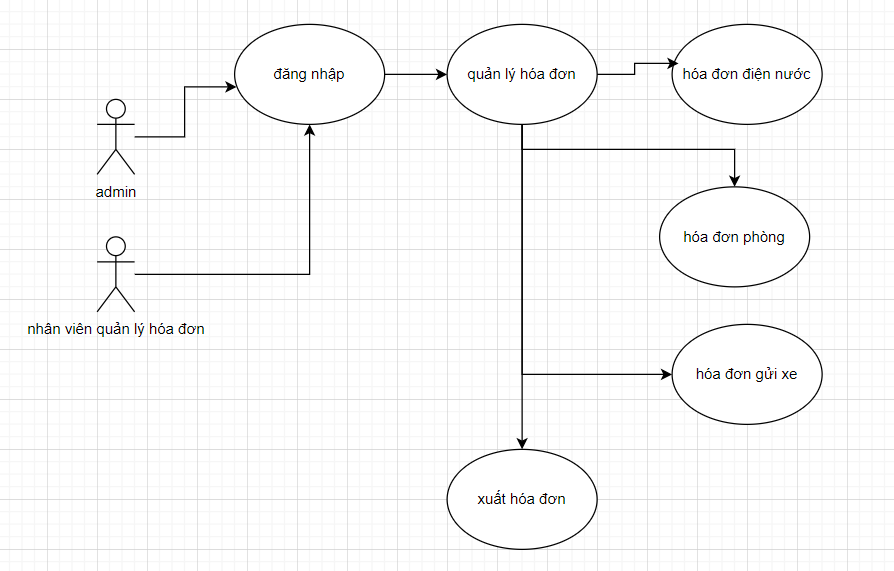 đăng nhập
quản lý hóa đơn
hóa đơn điện nước
admin
hóa đơn phòng
nhân viên quản lý hóa đơn
hóa đơn gửi xe
xuất hóa đơn